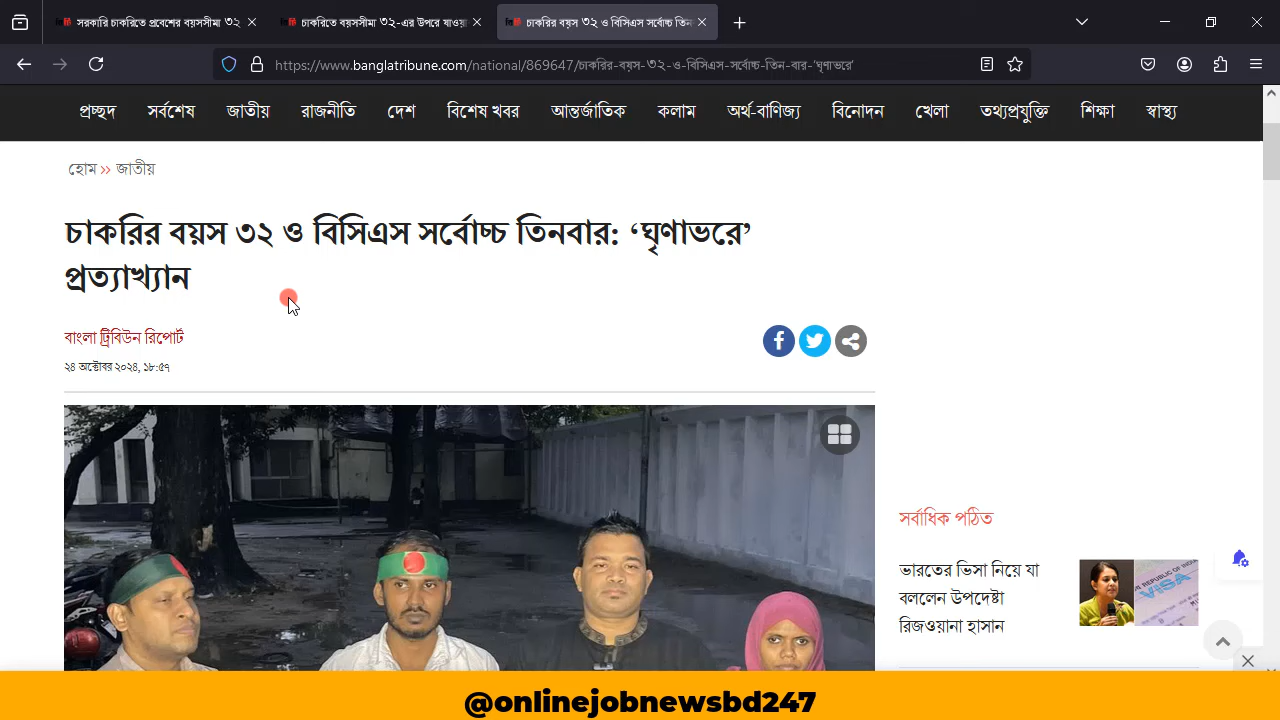 সরকারি চাকরিতে প্রবেশের বয়সসীমা ৩২
চাকরিতে বয়সসীমা ৩২-এর উপরে যাওয়া
চাকরির বয়স ৩২ ও বিসিএস সর্বোচ্চ তিন
https://www.banglatribune.com/national/869647/চাকরির-বয়স-৩২-ও-বিসিএস-সর্বোচ্চ-তিন-বার-‘ঘৃণাভরে’
প্রচ্ছদ সর্বশেষ জাতীয় রাজনীতি দেশ বিশেষ খবর আন্তর্জাতিক কলাম অর্থ-বাণিজ্য বিনোদন খেলা তথ্যপ্রযুক্তি শিক্ষা স্বাস্থ্য
হোম » জাতীয়
চাকরির বয়স ৩২ ও বিসিএস সর্বোচ্চ তিনবার: ‘ঘৃণাভরে’
প্রত্যাখ্যান
বাংলা ট্রিবিউন রিপোর্ট
২৪ অক্টোবর ২০২৪, ১৮:৫৭
সর্বাধিক পঠিত
ভারতের ভিসা নিয়ে যা
বললেন উপদেষ্টা
রিজওয়ানা হাসান
VISA
@onlinejobnewsbd247